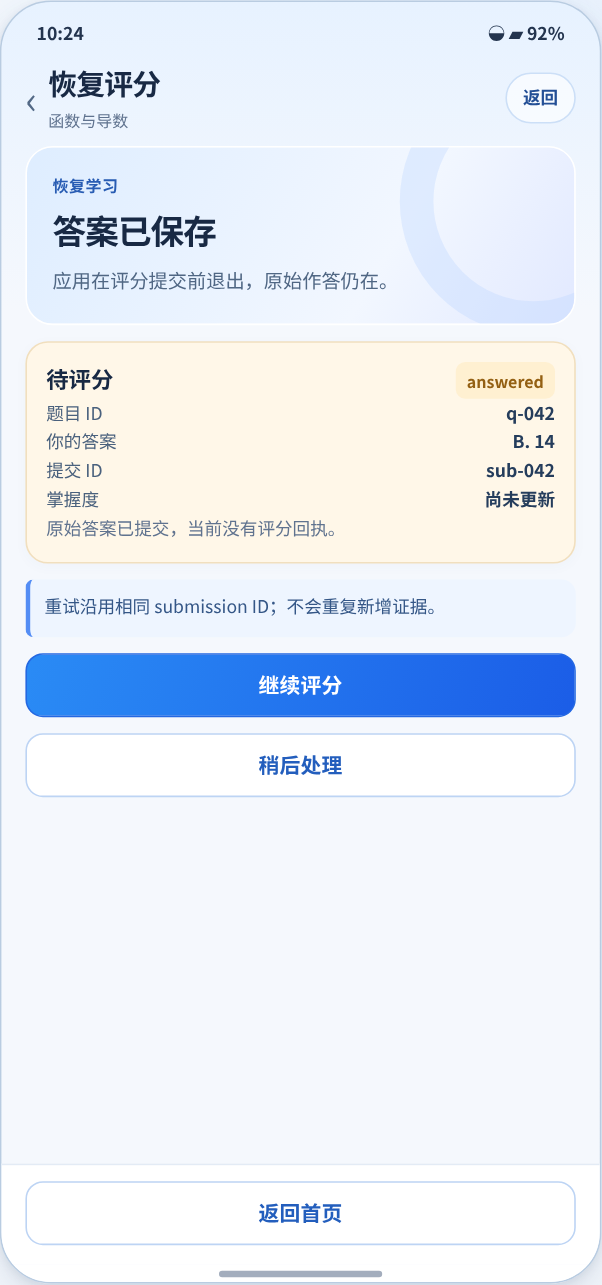 10:24
92%
恢复评分
函数与导数
返回
恢复学习
答案已保存
应用在评分提交前退出，原始作答仍在。
待评分
answered
题目 ID
q-042
你的答案
B. 14
提交 ID
sub-042
掌握度
尚未更新
原始答案已提交，当前没有评分回执。
重试沿用相同 submission ID；不会重复新增证据。
继续评分
稍后处理
返回首页